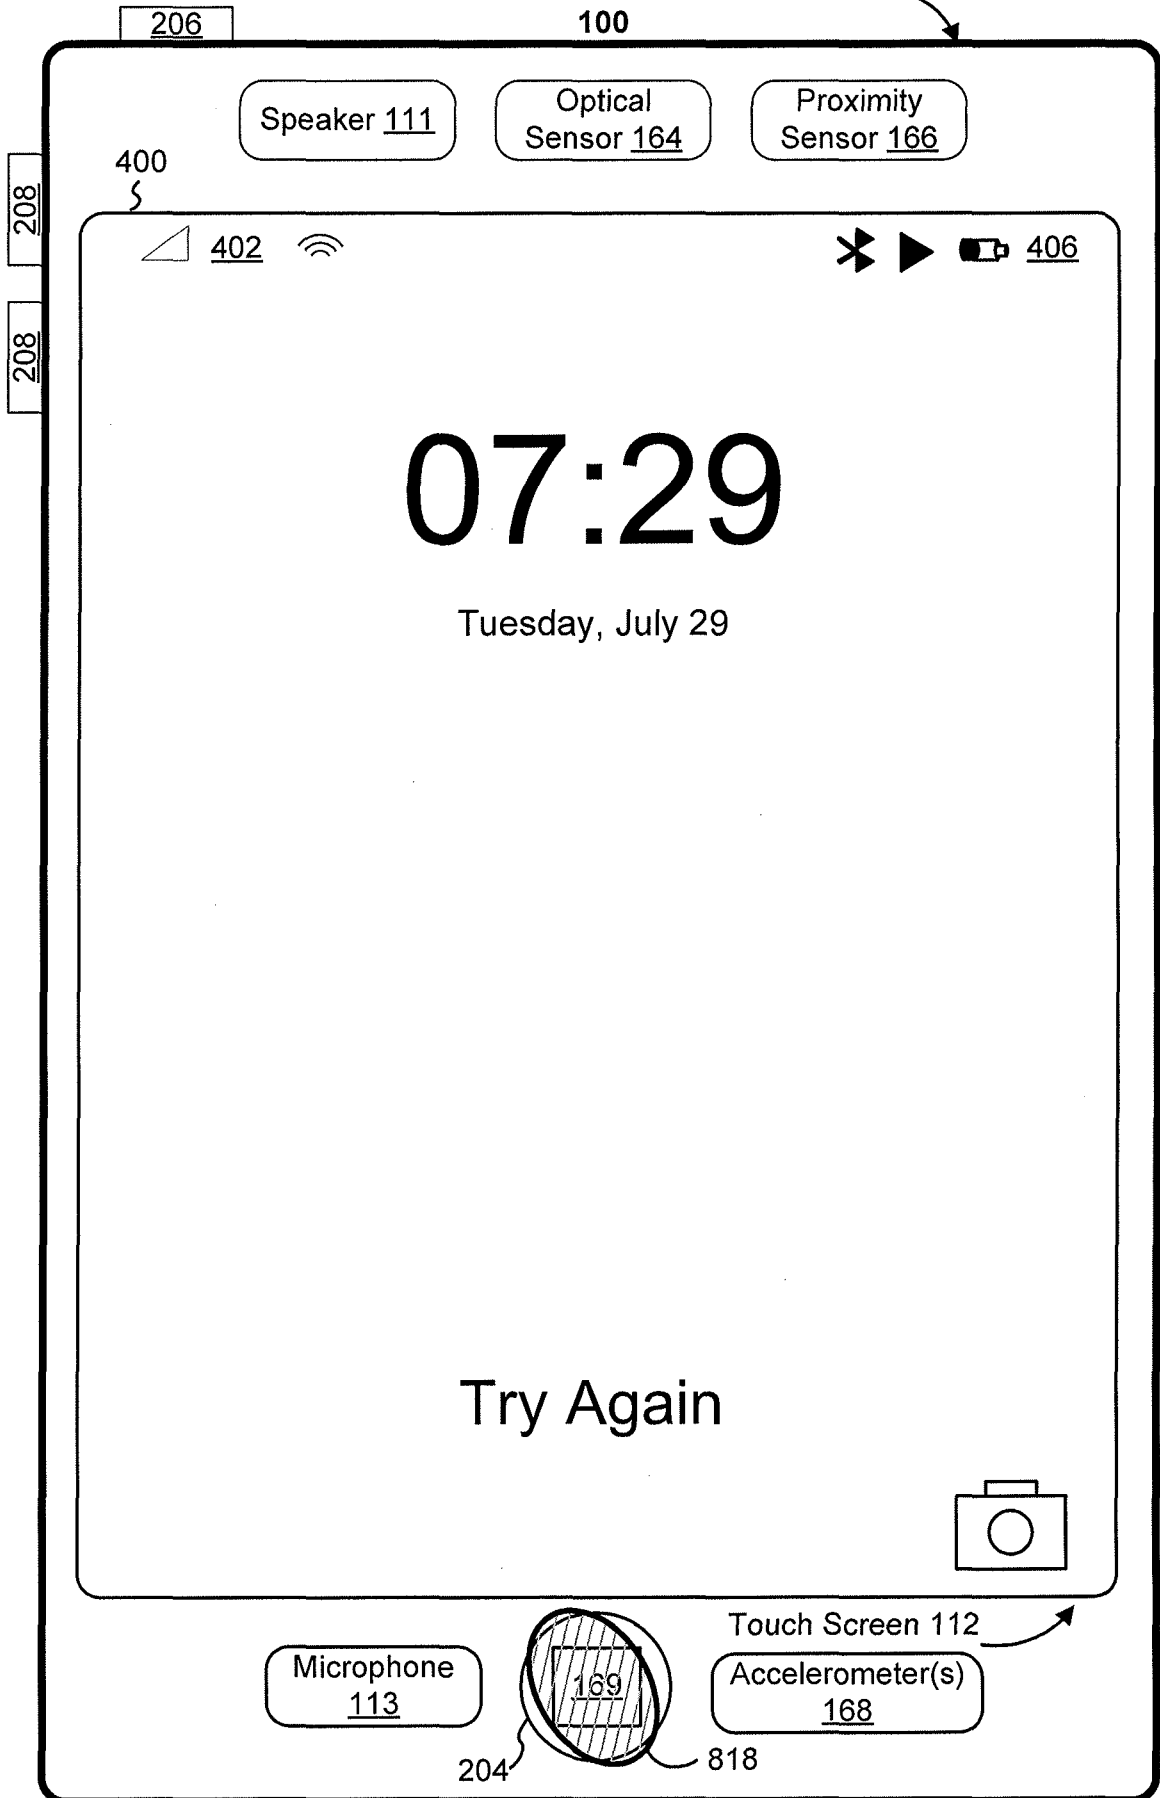 206
100
Speaker 111
Optical
Sensor 164
Proximity
Sensor 166
400
208
402
406
208
07:29
Tuesday, July 29
Try Again
Touch Screen 112
Microphone
113
169
Accelerometer(s)
168
204
818